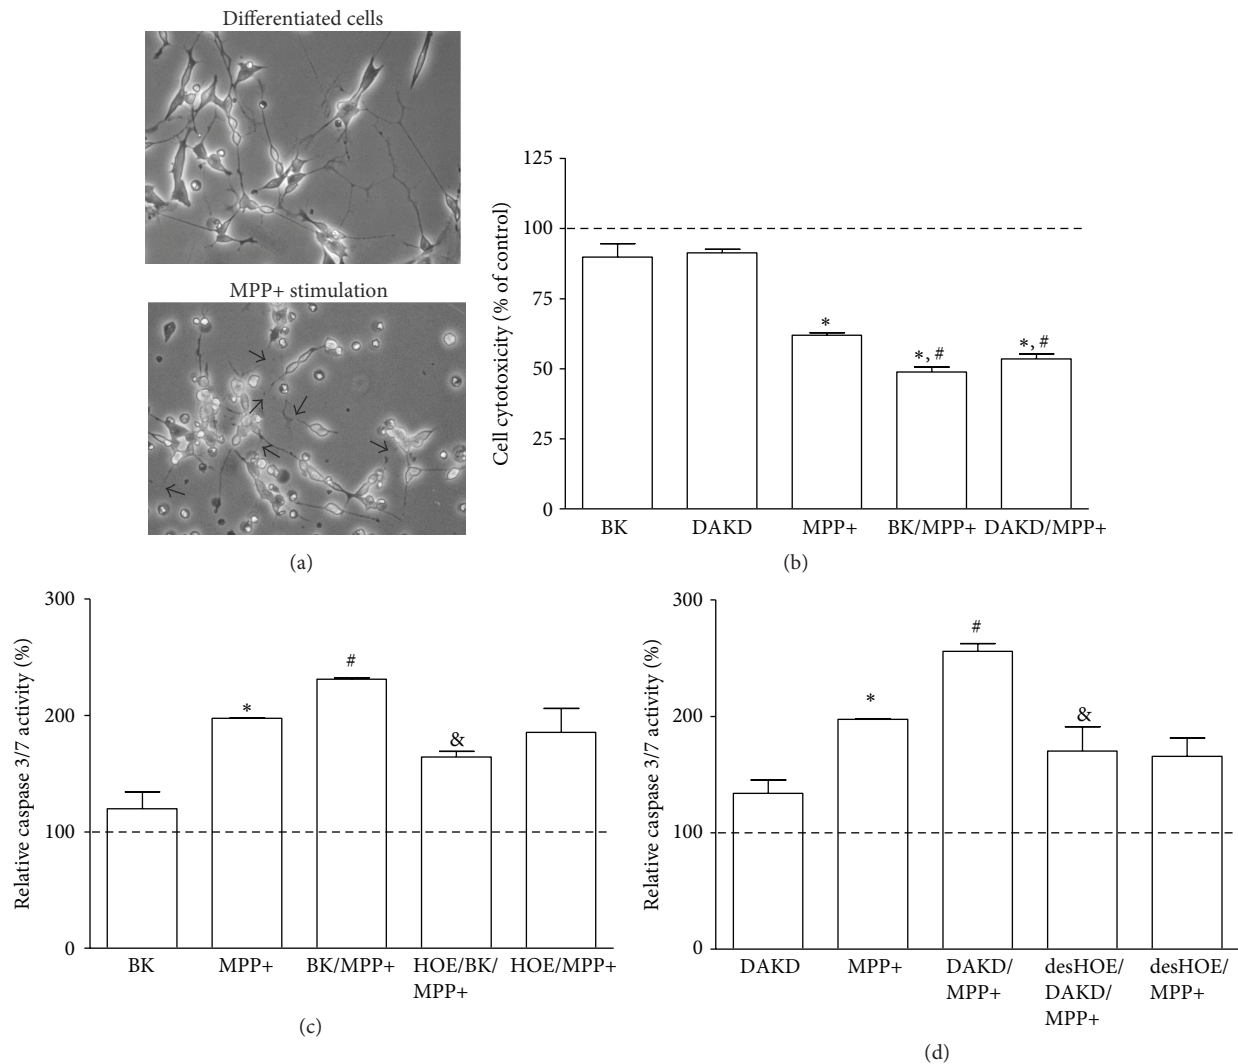 Differentiated cells
MPP+ stimulation
(a)
Cell cytotoxicity (% of control)
125
100
75
50
25
0
*
*, #
*, #
BK
DAKD
MPP+
BK/MPP+
DAKD/MPP+
(b)
Relative caspase 3/7 activity (%)
300
200
100
0
*
#
&
BK
MPP+
BK/MPP+
HOE/BK/
MPP+
HOE/MPP+
(c)
Relative caspase 3/7 activity (%)
300
200
100
0
*
#
&
DAKD
MPP+
DAKD/
MPP+
desHOE/
DAKD/
MPP+
desHOE/
MPP+
(d)